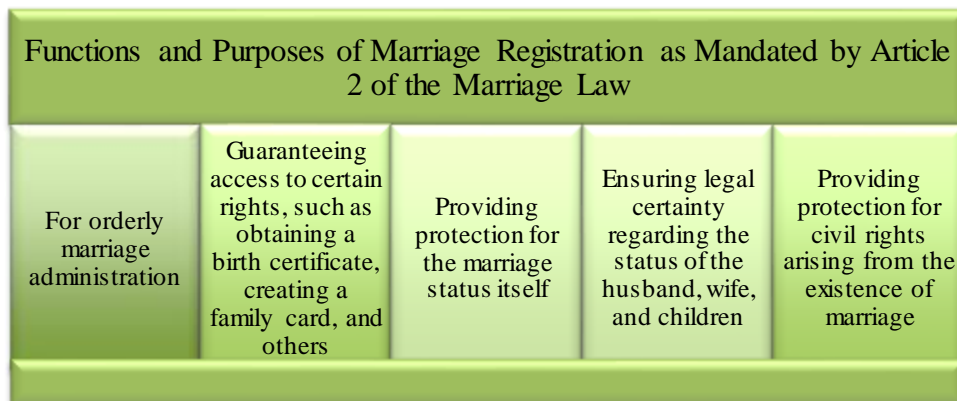 Functions and Purposes of Marriage Registration as Mandated by Article
2 of the Marriage Law
For orderly
marriage
administration
Guaranteeing
access to certain
rights, such as
obtaining a
birth certificate,
creating a
family card, and
others
Providing
protection for
the marriage
status itself
Ensuring legal
certainty
regarding the
status of the
husband, wife,
and children
Providing
protection for
civil rights
arising from the
existence of
marriage